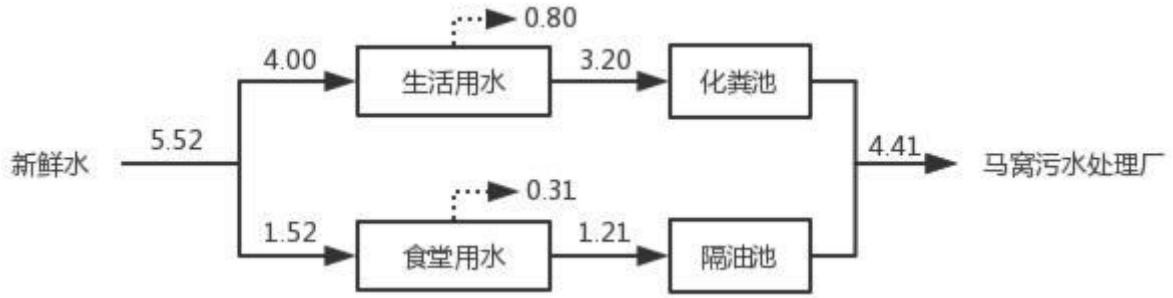 0.80
4.00
生活用水
3.20
化粪池
新鲜水
5.52
4.41
马窝污水处理厂
0.31
1.52
食堂用水
1.21
隔油池